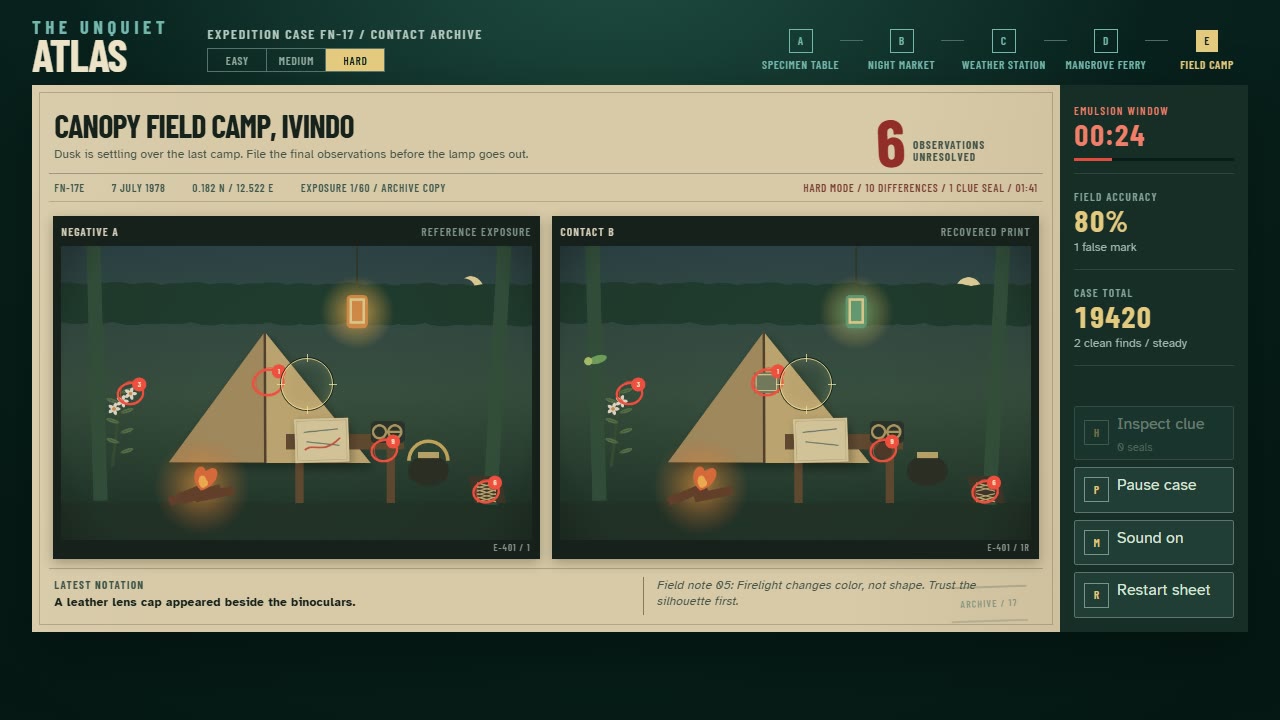 THE UNQUIET
ATLAS
EXPEDITION CASE FN-17 / CONTACT ARCHIVE
EASY MEDIUM HARD
A B C D E
SPECIMEN TABLE NIGHT MARKET WEATHER STATION MANGROVE FERRY FIELD CAMP
CANOPY FIELD CAMP, IVINDO
Dusk is settling over the last camp. File the final observations before the lamp goes out.
6 OBSERVATIONS
UNRESOLVED
FN-17E 7 JULY 1978 0.182 N / 12.522 E EXPOSURE 1/60 / ARCHIVE COPY HARD MODE / 10 DIFFERENCES / 1 CLUE SEAL / 01:41
NEGATIVE A REFERENCE EXPOSURE
1
3
6
E-401 / 1
CONTACT B RECOVERED PRINT
1
3
6
E-401 / 1R
LATEST NOTATION
A leather lens cap appeared beside the binoculars.
Field note 05: Firelight changes color, not shape. Trust the
silhouette first.
ARCHIVE / 17
EMULSION WINDOW
00:24
FIELD ACCURACY
80%
1 false mark
CASE TOTAL
19420
2 clean finds / steady
H Inspect clue
0 seals
P Pause case
M Sound on
R Restart sheet